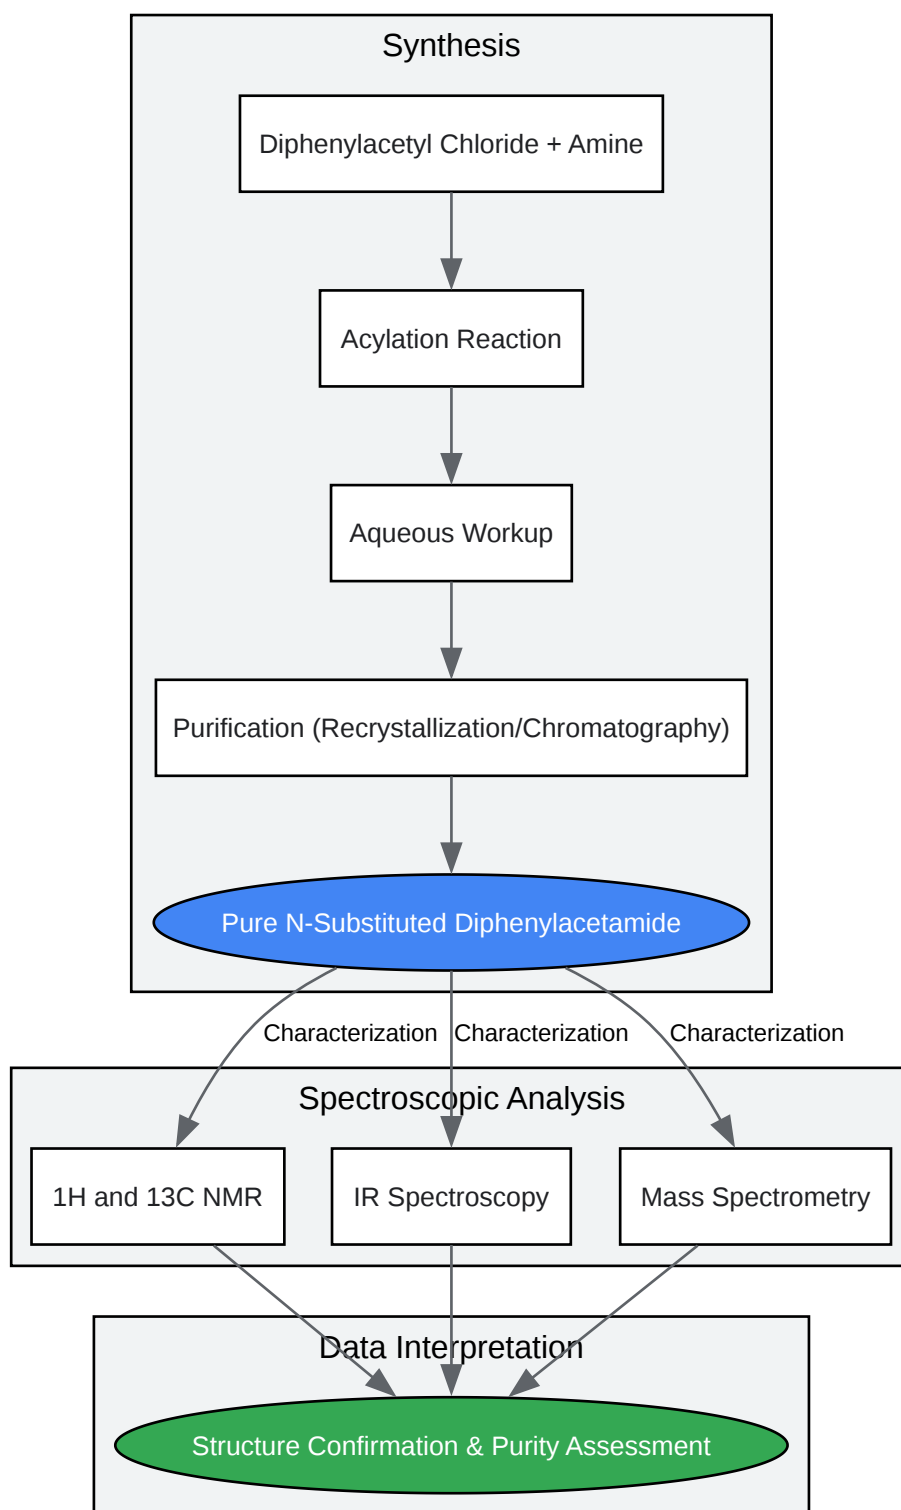 Synthesis
Diphenylacetyl Chloride + Amine
Acylation Reaction
Aqueous Workup
Purification (Recrystallization/Chromatography)
Pure N-Substituted Diphenylacetamide
Characterization
Characterization
Characterization
Spectroscopic Analysis
1H and 13C NMR
IR Spectroscopy
Mass Spectrometry
Data Interpretation
Structure Confirmation & Purity Assessment